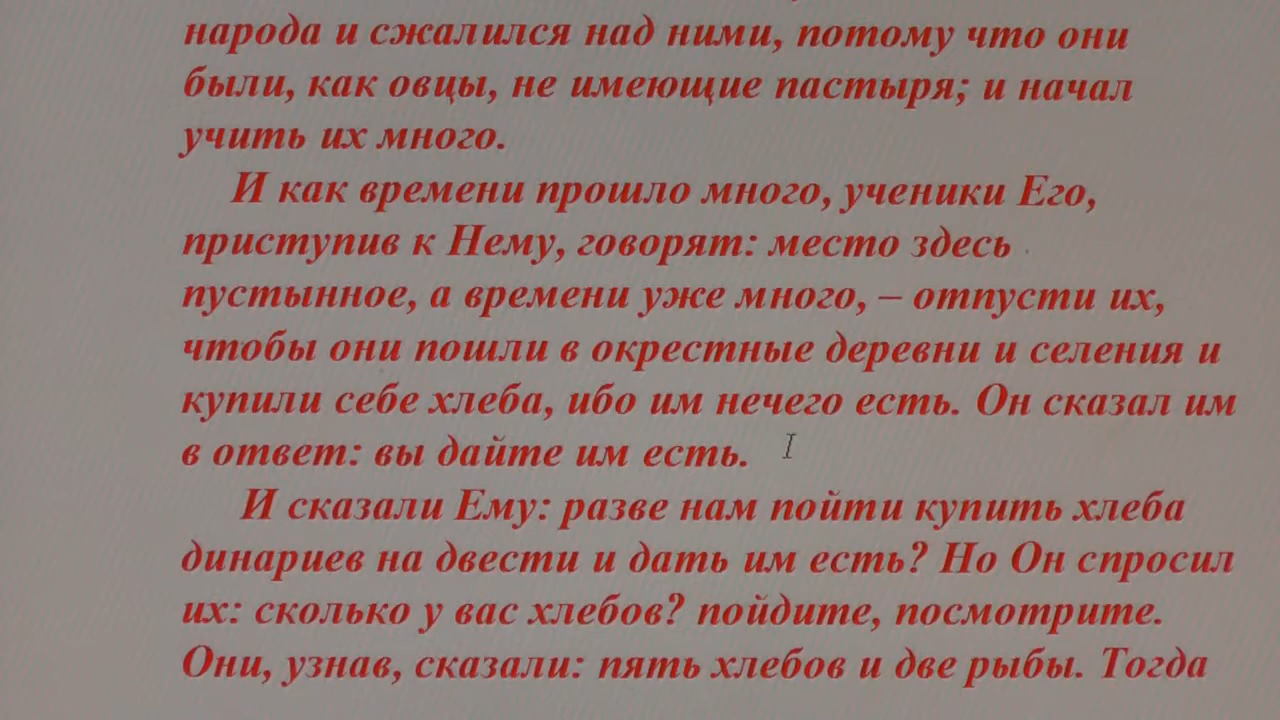 народа и сжалился над ними, потому что они
были, как овцы, не имеющие пастыря; и начал
учить их много.
И как времени прошло много, ученики Его,
приступив к Нему, говорят: место здесь
пустынное, а времени уже много, – отпусти их,
чтобы они пошли в окрестные деревни и селения и
купили себе хлеба, ибо им нечего есть. Он сказал им
в ответ: вы дайте им есть.
И сказали Ему: разве нам пойти купить хлеба
динариев на двести и дать им есть? Но Он спросил
их: сколько у вас хлебов? пойдите, посмотрите.
Они, узнав, сказали: пять хлебов и две рыбы. Тогда